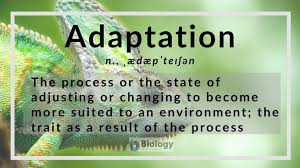 Adaptation
n., ˌædæpˈteɪʃən
The process or the state of
adjusting or changing to become
more suited to an environment; the
trait as a result of the process
Biology